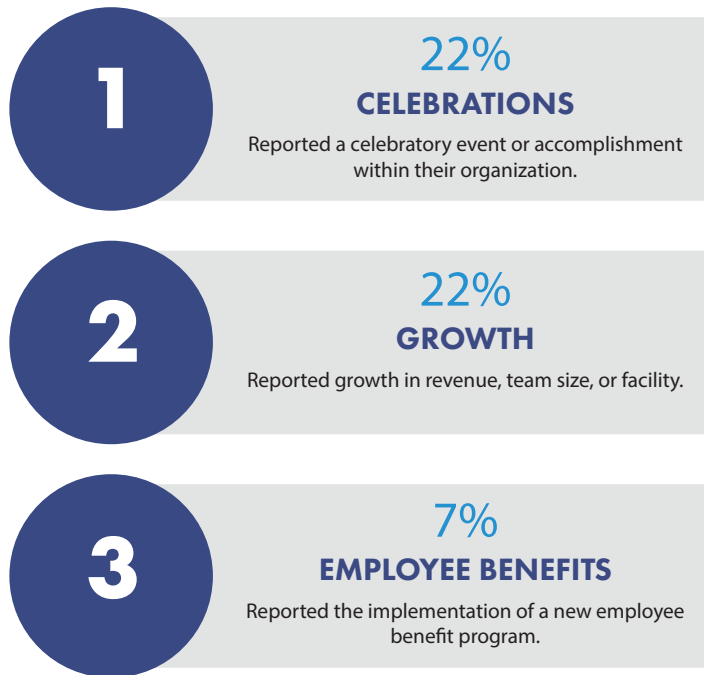 1
22%
CELEBRATIONS
Reported a celebratory event or accomplishment
within their organization.
2
22%
GROWTH
Reported growth in revenue, team size, or facility.
3
7%
EMPLOYEE BENEFITS
Reported the implementation of a new employee
benefit program.